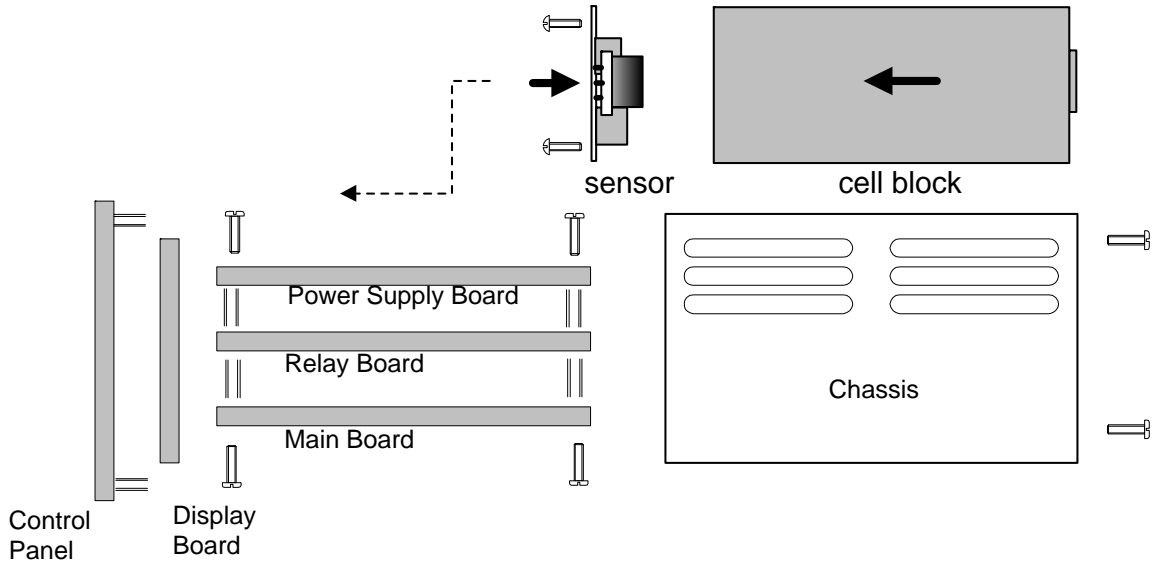 sensor
cell block
Power Supply Board
Relay Board
Chassis
Main Board
Control
Panel
Display
Board